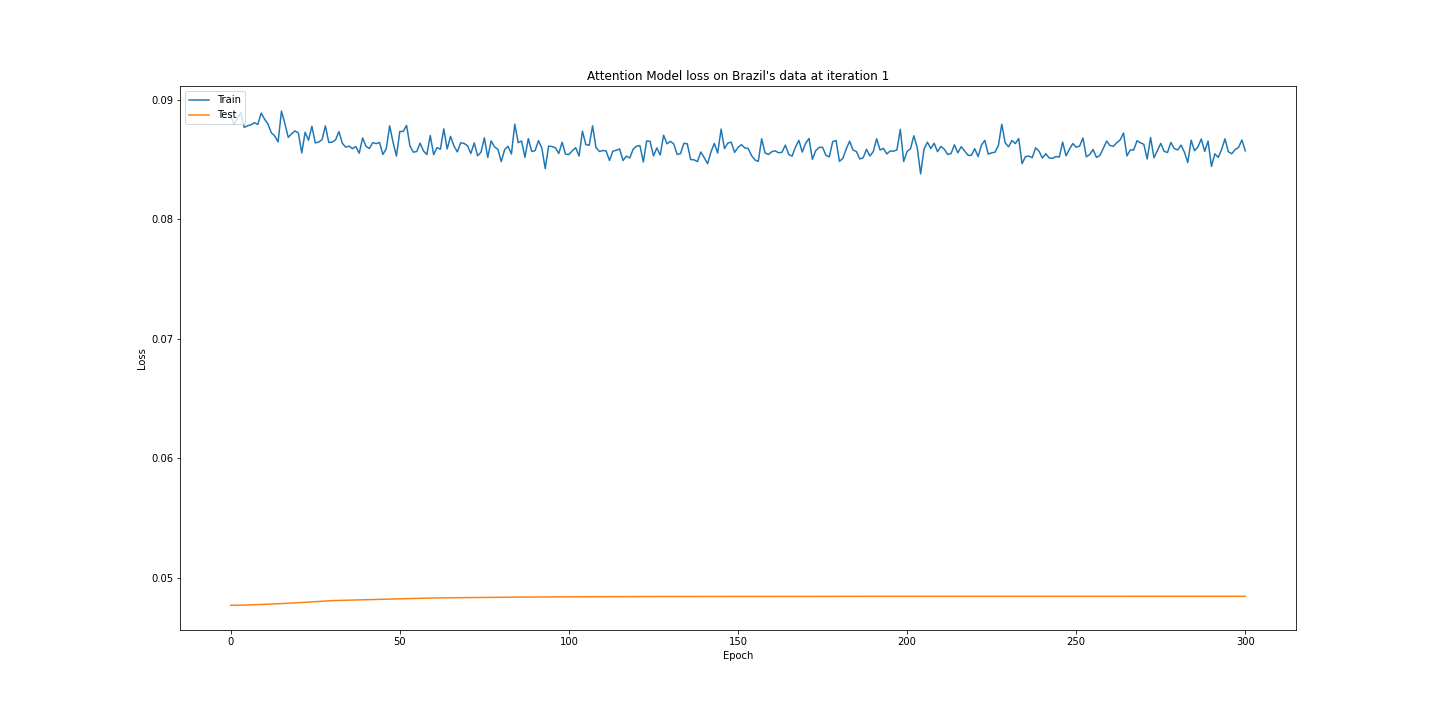 Attention Model loss on Brazil's data at iteration 1
Train
Test
0.09
0.08
0.07
0.06
0.05
Loss
0 50 100 150 200 250 300
Epoch